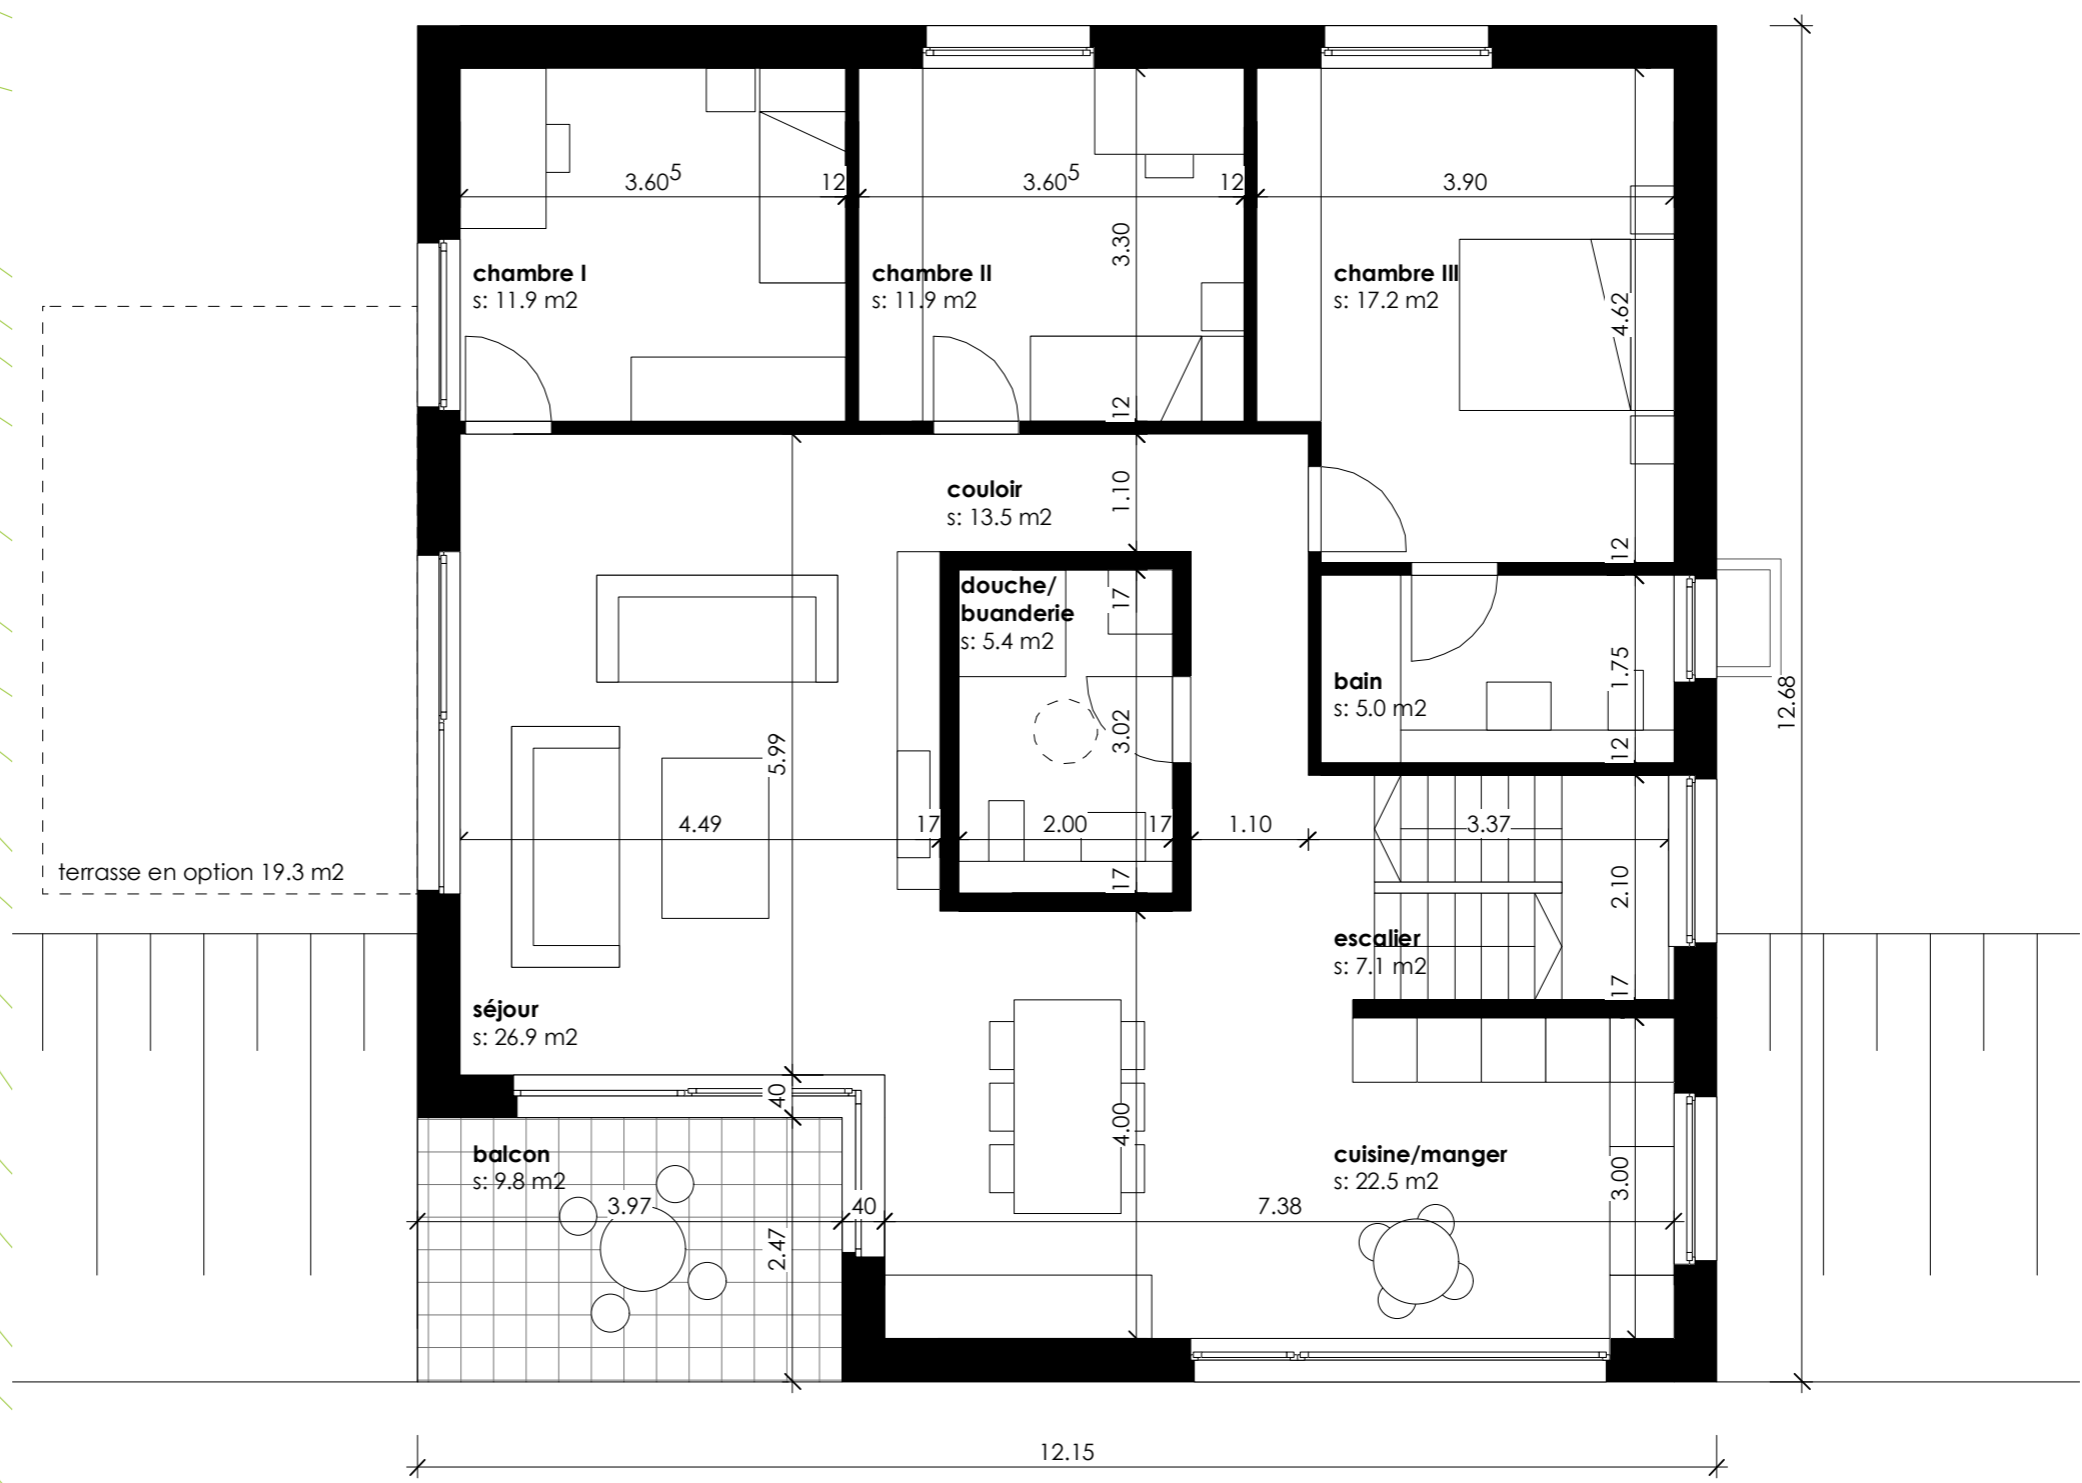 3.60⁵
12
3.60⁵
12
3.90
3.30
chambre I
s: 11.9 m2
chambre II
s: 11.9 m2
chambre III
s: 17.2 m2
4.62
12
couloir
s: 13.5 m2
1.10
12
douche/
buanderie
s: 5.4 m2
17
bain
s: 5.0 m2
1.75
12.68
3.02
5.99
12
4.49
17
2.00
17
1.10
3.37
terrasse en option 19.3 m2
17
2.10
escalier
s: 7.1 m2
17
séjour
s: 26.9 m2
40
4.00
balcon
s: 9.8 m2
cuisine/manger
s: 22.5 m2
3.00
3.97
40
7.38
2.47
12.15